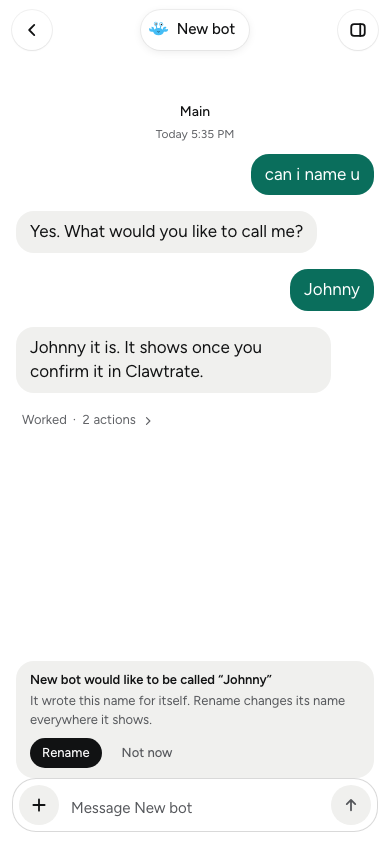 New bot
Main
Today 5:35 PM
can i name u
Yes. What would you like to call me?
Johnny
Johnny it is. It shows once you
confirm it in Clawtrate.
Worked · 2 actions
New bot would like to be called “Johnny”
It wrote this name for itself. Rename changes its name
everywhere it shows.
Rename
Not now
Message New bot